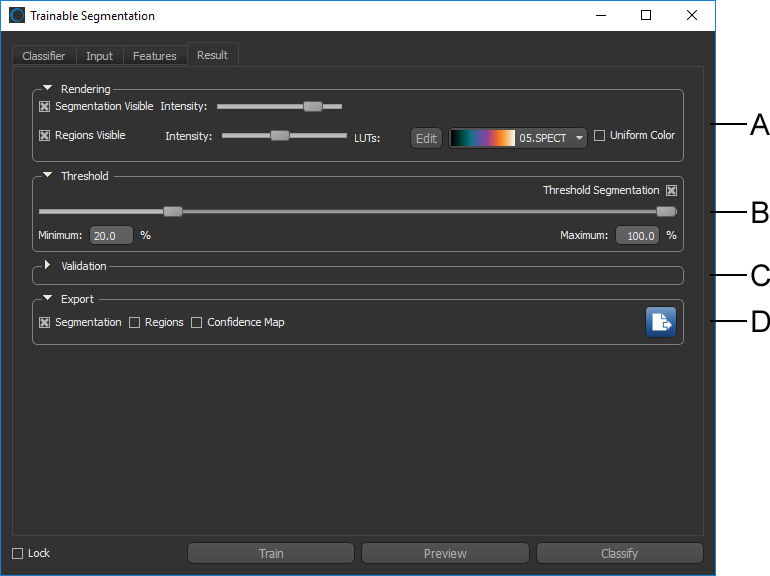 Trainable Segmentation
Classifier Input Features Result
Rendering
Segmentation Visible Intensity:
Regions Visible Intensity: LUTs: Edit 05.SPECT Uniform Color
A
Threshold
Threshold Segmentation
B
Minimum: 20.0 % Maximum: 100.0 %
Validation
C
Export
Segmentation Regions Confidence Map
D
Lock Train Preview Classify